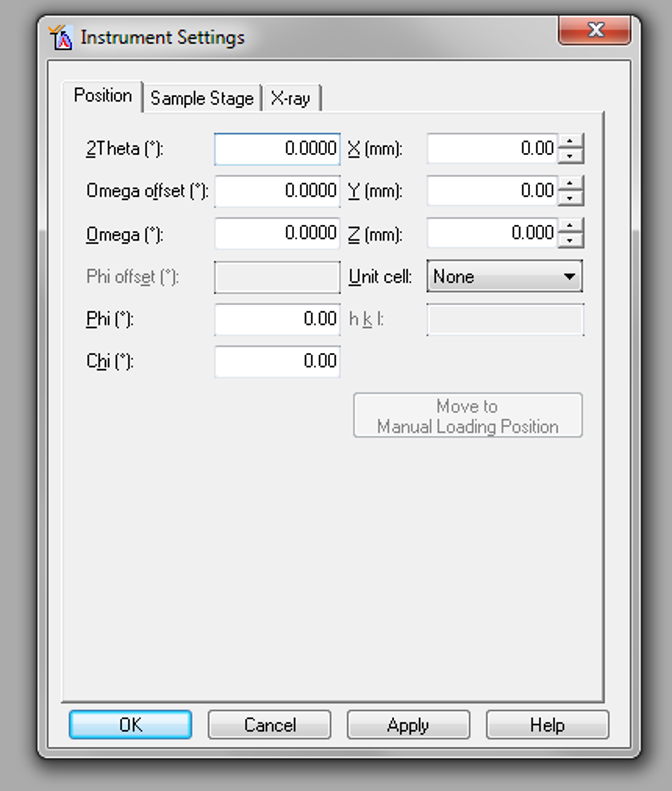 Instrument Settings
Position Sample Stage X-ray
2Theta (°): 0.0000 X (mm): 0.00
Omega offset (°): 0.0000 Y (mm): 0.00
Omega (°): 0.0000 Z (mm): 0.000
Phi offset (°): Unit cell: None
Phi (°): 0.00 h k l:
Chi (°): 0.00
Move to
Manual Loading Position
OK Cancel Apply Help